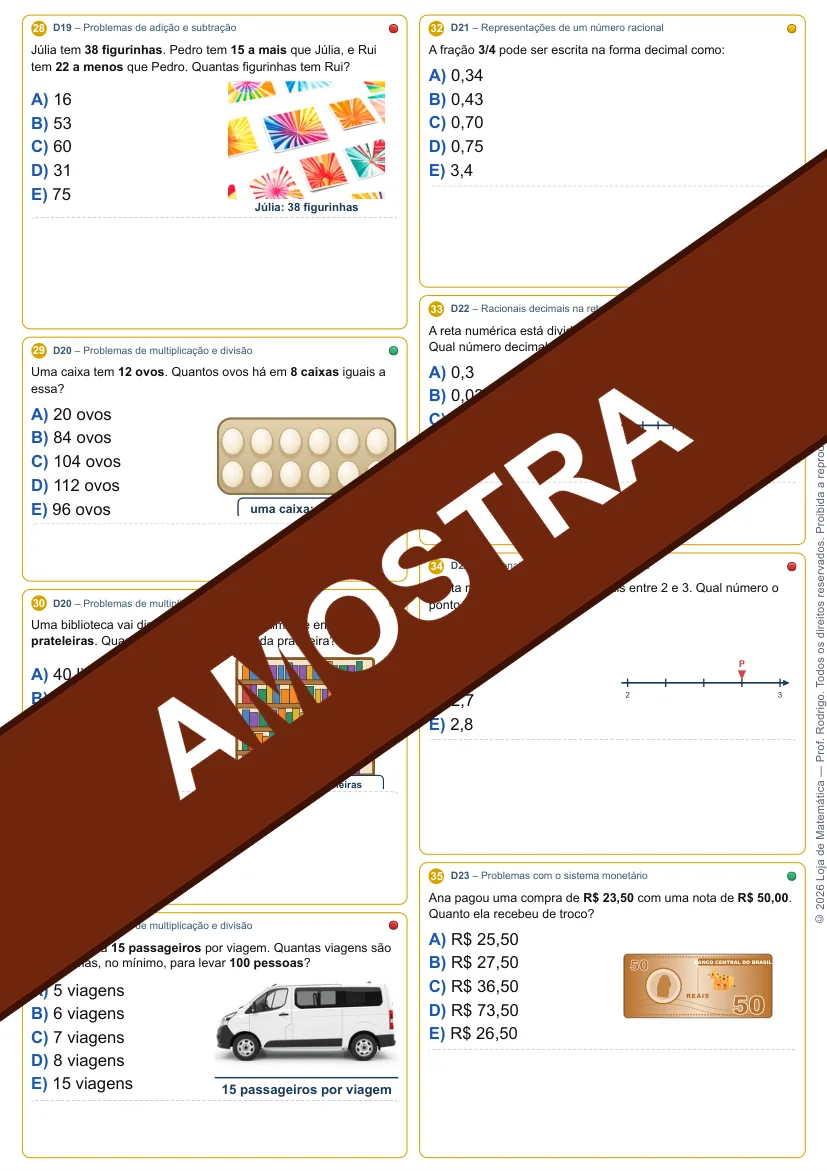 28 D19 – Problemas de adição e subtração
Júlia tem 38 figurinhas. Pedro tem 15 a mais que Júlia, e Rui
tem 22 a menos que Pedro. Quantas figurinhas tem Rui?
A) 16
B) 53
C) 60
D) 31
E) 75
Júlia: 38 figurinhas
29 D20 – Problemas de multiplicação e divisão
Uma caixa tem 12 ovos. Quantos ovos há em 8 caixas iguais a
essa?
A) 20 ovos
B) 84 ovos
C) 104 ovos
D) 112 ovos
E) 96 ovos
uma caixa:
30 D20 – Problemas de
Uma biblioteca vai
prateleiras.
A) 40
B)
de multiplicação e divisão
15 passageiros por viagem. Quantas viagens são
no mínimo, para levar 100 pessoas?
5 viagens
B) 6 viagens
C) 7 viagens
D) 8 viagens
E) 15 viagens
15 passageiros por viagem
32 D21 – Representações de um número racional
A fração 3/4 pode ser escrita na forma decimal como:
A) 0,34
B) 0,43
C) 0,70
D) 0,75
E) 3,4
33 D22 – Racionais decimais na
A reta numérica está
Qual número
A) 0,3
B)
C)
34
entre 2 e 3. Qual número o
ponto
2,7
E) 2,8
P
2 3
35 D23 – Problemas com o sistema monetário
Ana pagou uma compra de R$ 23,50 com uma nota de R$ 50,00.
Quanto ela recebeu de troco?
A) R$ 25,50
B) R$ 27,50
C) R$ 36,50
D) R$ 73,50
E) R$ 26,50
50
BANCO CENTRAL DO BRASIL
REAIS
50
AMOSTRA
© 2026 Loja de Matemática — Prof. Rodrigo. Todos os direitos reservados. Proibida a